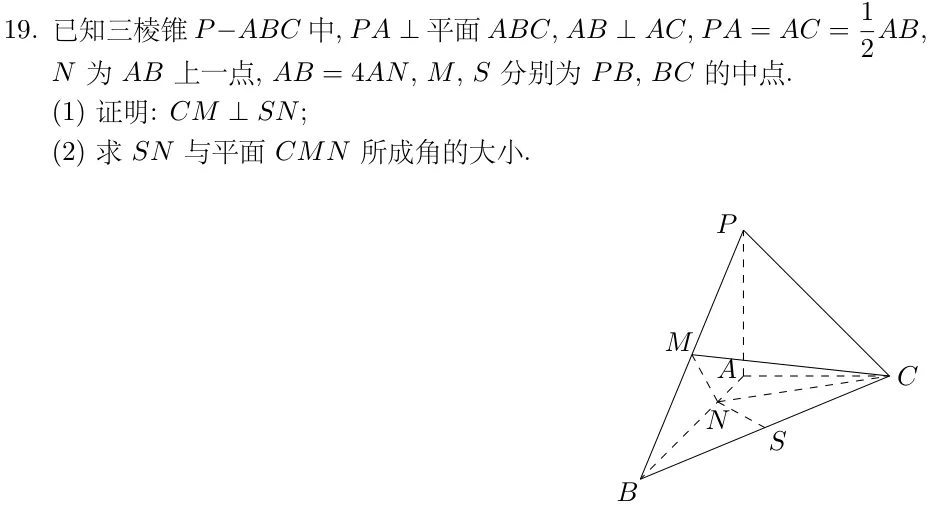 19. 已知三棱锥 P−ABC 中, PA ⊥ 平面 ABC, AB ⊥ AC, PA = AC = \frac{1}{2}AB,
N 为 AB 上一点, AB = 4AN, M, S 分别为 PB, BC 的中点.
(1) 证明: CM ⊥ SN;
(2) 求 SN 与平面 CMN 所成角的大小.
P
M
A
C
N
S
B